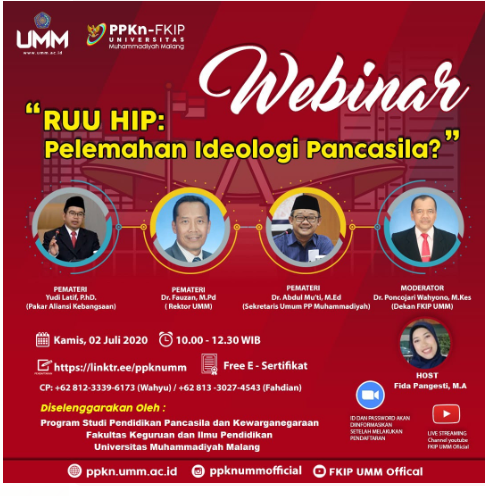 UMM
www.umm.ac.id
PPKn-FKIP
UNIVERSITAS
Muhammadiyah Malang
Webinar
“RUU HIP:
Pelemahan Ideologi Pancasila?”
PEMATERI
Yudi Latif, P.hD.
(Pakar Aliansi Kebangsaan)
PEMATERI
Dr. Fauzan, M.Pd
( Rektor UMM)
PEMATERI
Dr. Abdul Mu'ti, M.Ed
(Sekretaris Umum PP Muhammadiyah)
MODERATOR
Dr. Poncojari Wahyono, M.Kes
(Dekan FKIP UMM)
Kamis, 02 Juli 2020
10.00 - 12.30 WIB
https://linktr.ee/ppknumm
Free E - Sertifikat
CP: +62 812-3339-6173 (Wahyu) / +62 813 -3027-4543 (Fahdian)
HOST
Fida Pangesti, M.A
Diselenggarakan Oleh :
Program Studi Pendidikan Pancasila dan Kewarganegaraan
Fakultas Keguruan dan Ilmu Pendidikan
Universitas Muhammadiyah Malang
ID DAN PASSWORD AKAN
DIINFORMASIKAN
SETELAH MELAKUKAN
PENDAFTARAN
LIVE STREAMING
Channel youtube
FKIP UMM Official
ppkn.umm.ac.id
ppknummofficial
FKIP UMM Offical